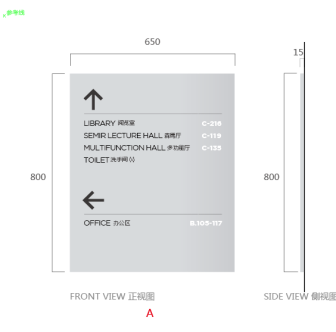 参考线
650
15
LIBRARY 阅览室 C-216
SEMIR LECTURE HALL 森马厅 C-119
MULTIFUNCTION HALL 多功能厅 C-135
TOILET 洗手间
800
800
OFFICE 办公区 B.105-117
FRONT VIEW 正视图
SIDE VIEW 侧视图
A